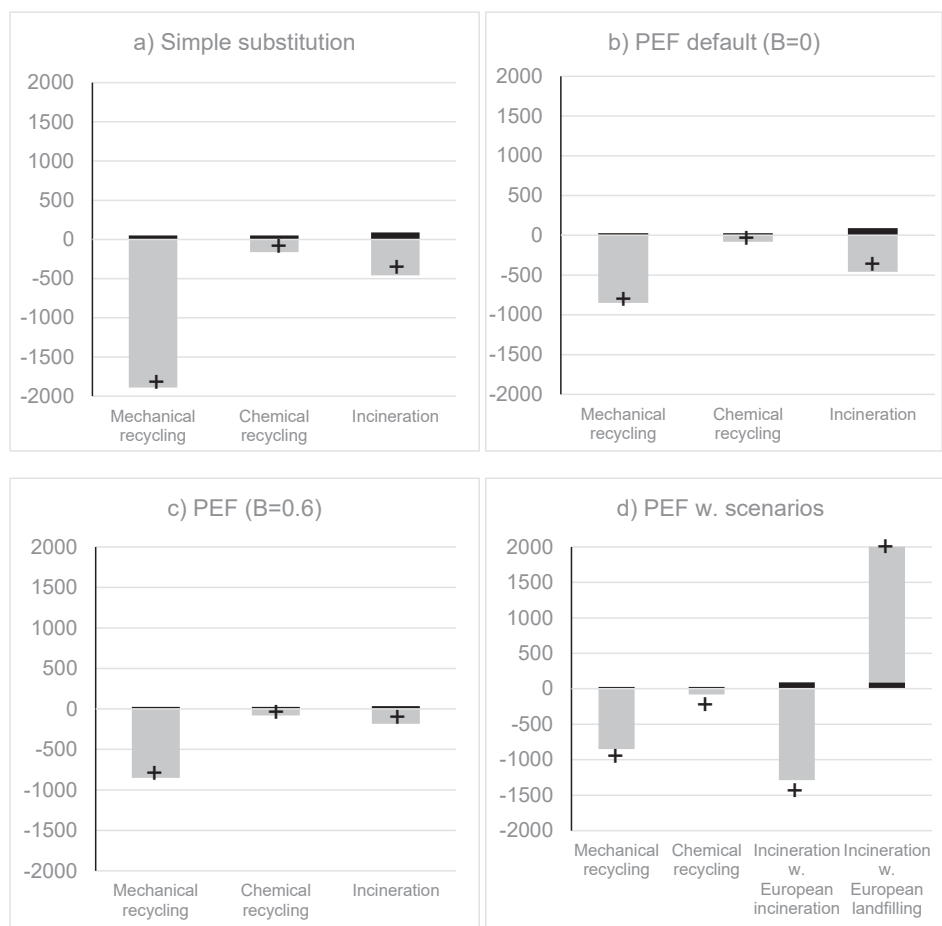 a) Simple substitution
2000
1500
1000
500
0
-500
-1000
-1500
-2000
Mechanical recycling
Chemical recycling
Incineration
b) PEF default (B=0)
2000
1500
1000
500
0
-500
-1000
-1500
-2000
Mechanical recycling
Chemical recycling
Incineration
c) PEF (B=0.6)
2000
1500
1000
500
0
-500
-1000
-1500
-2000
Mechanical recycling
Chemical recycling
Incineration
d) PEF w. scenarios
2000
1500
1000
500
0
-500
-1000
-1500
-2000
Mechanical recycling
Chemical recycling
Incineration w. European incineration
Incineration w. European landfilling